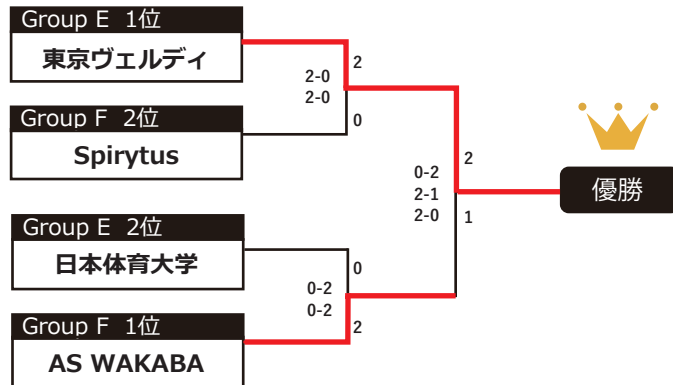 Group E 1位
東京ヴェルディ
2-0
2-0
2
0
Group F 2位
Spirytus
0-2
2-1
2-0
2
1
優勝
Group E 2位
日本体育大学
0-2
0-2
0
2
Group F 1位
AS WAKABA